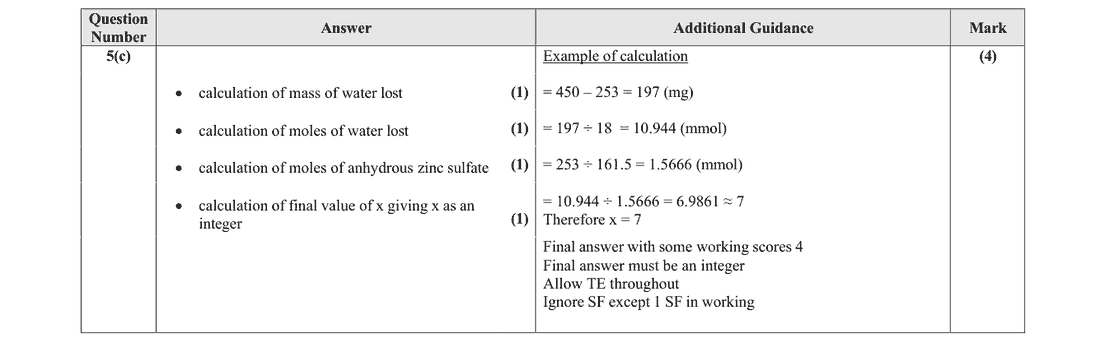 Question Number
Answer
Additional Guidance
Mark
5(c)
Example of calculation
(4)
• calculation of mass of water lost (1)
= 450 – 253 = 197 (mg)
• calculation of moles of water lost (1)
= 197 ÷ 18 = 10.944 (mmol)
• calculation of moles of anhydrous zinc sulfate (1)
= 253 ÷ 161.5 = 1.5666 (mmol)
• calculation of final value of x giving x as an
integer (1)
= 10.944 ÷ 1.5666 = 6.9861 ≈ 7
Therefore x = 7
Final answer with some working scores 4
Final answer must be an integer
Allow TE throughout
Ignore SF except 1 SF in working